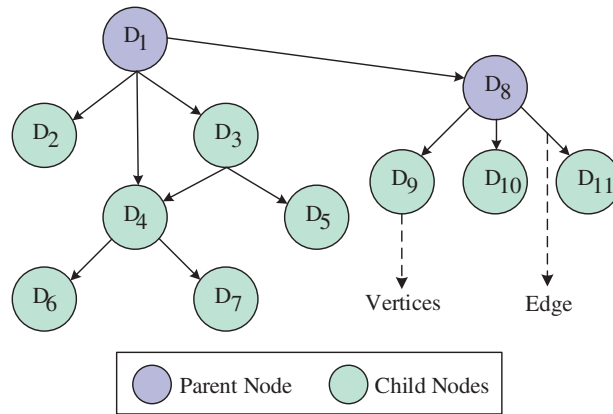 D1
D8
D2
D3
D9
D10
D11
D4
D5
D6
D7
Vertices
Edge
Parent Node
Child Nodes